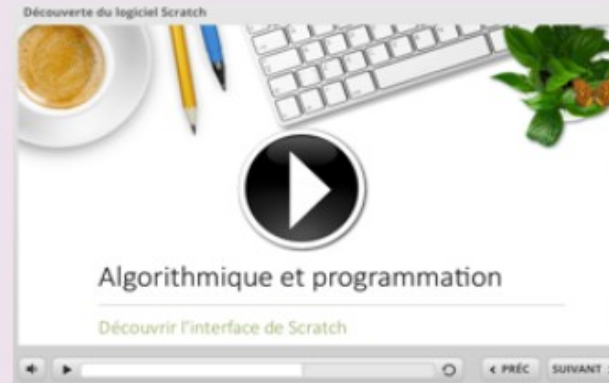 Découverte du logiciel Scratch
Algorithmique et programmation
Découvrir l'interface de Scratch
< PRÉC
SUIVANT